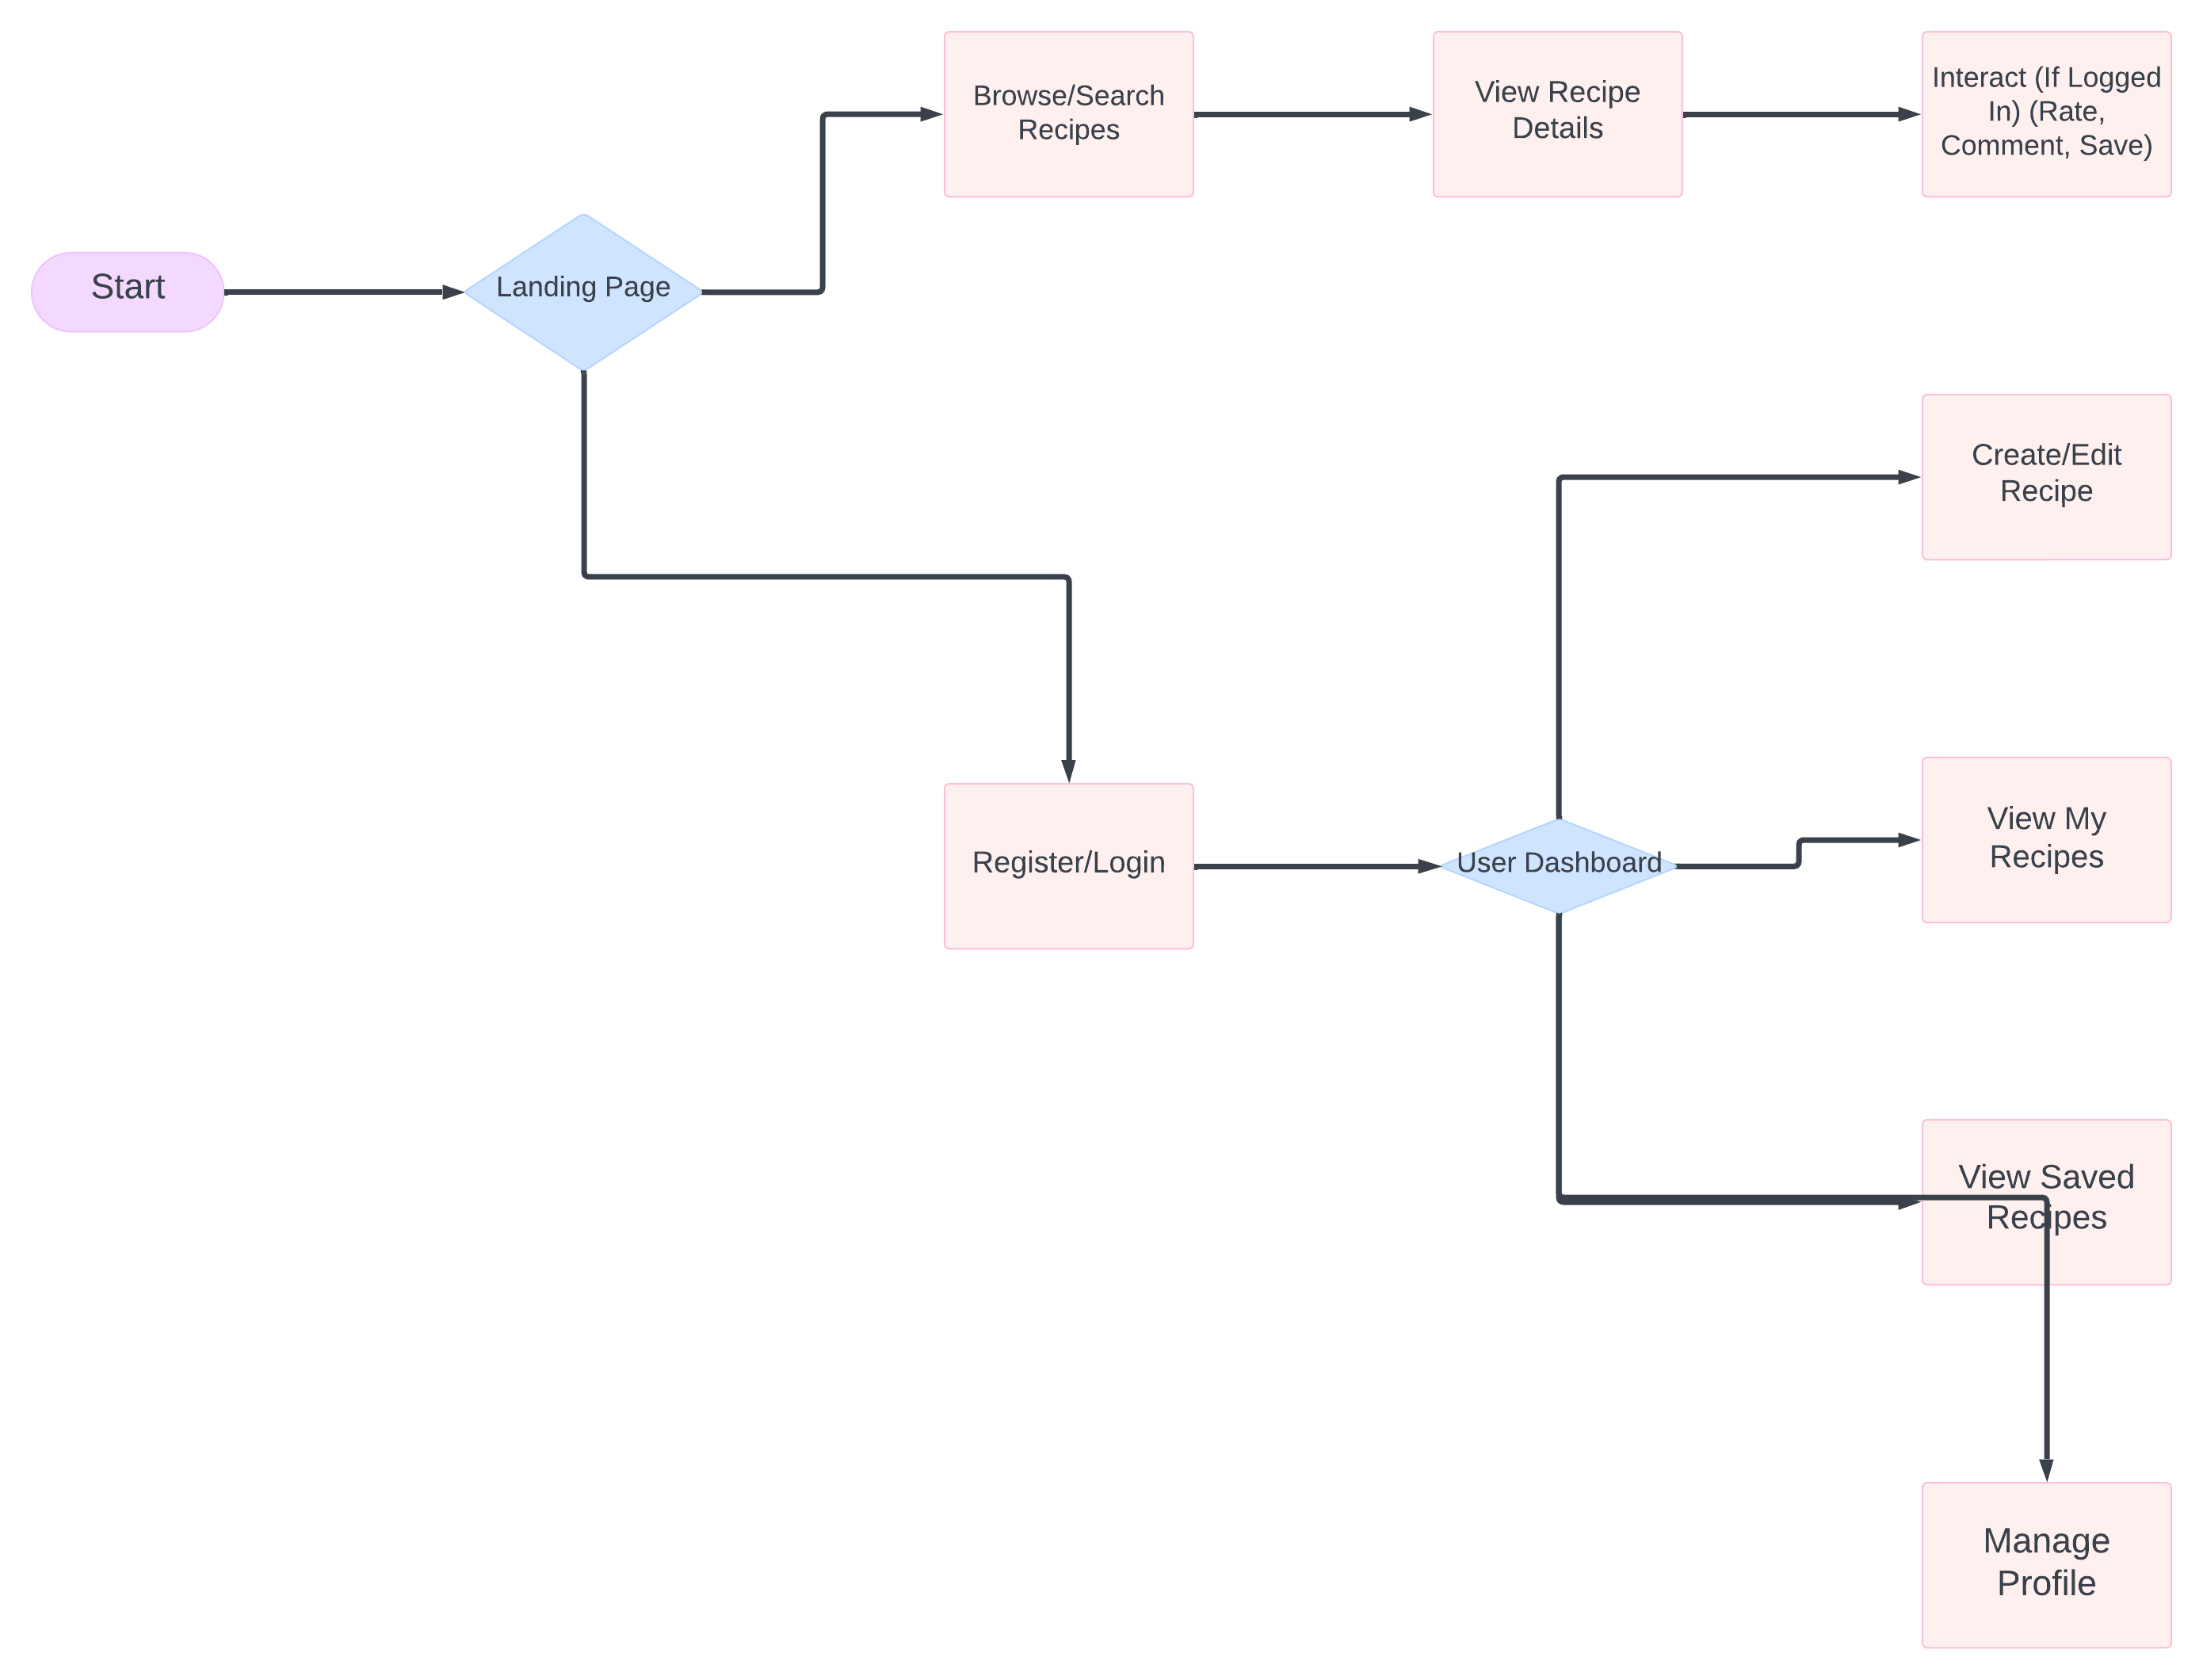 Browse/Search
Recipes
View Recipe
Details
Interact (If Logged
In) (Rate,
Comment, Save)
Start
Landing Page
Create/Edit
Recipe
Register/Login
User Dashboard
View My
Recipes
View Saved
Recipes
Manage
Profile